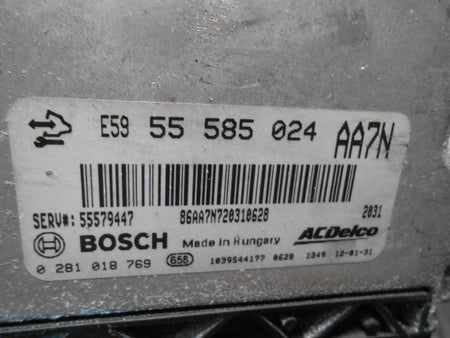 E59 55 585 024 AA7N
SERV#: 55579447 86AA7N720310628 2031
BOSCH Made in Hungary ACDelco
0 281 018 769 656 1039S44177 0628 1349 12-01-31